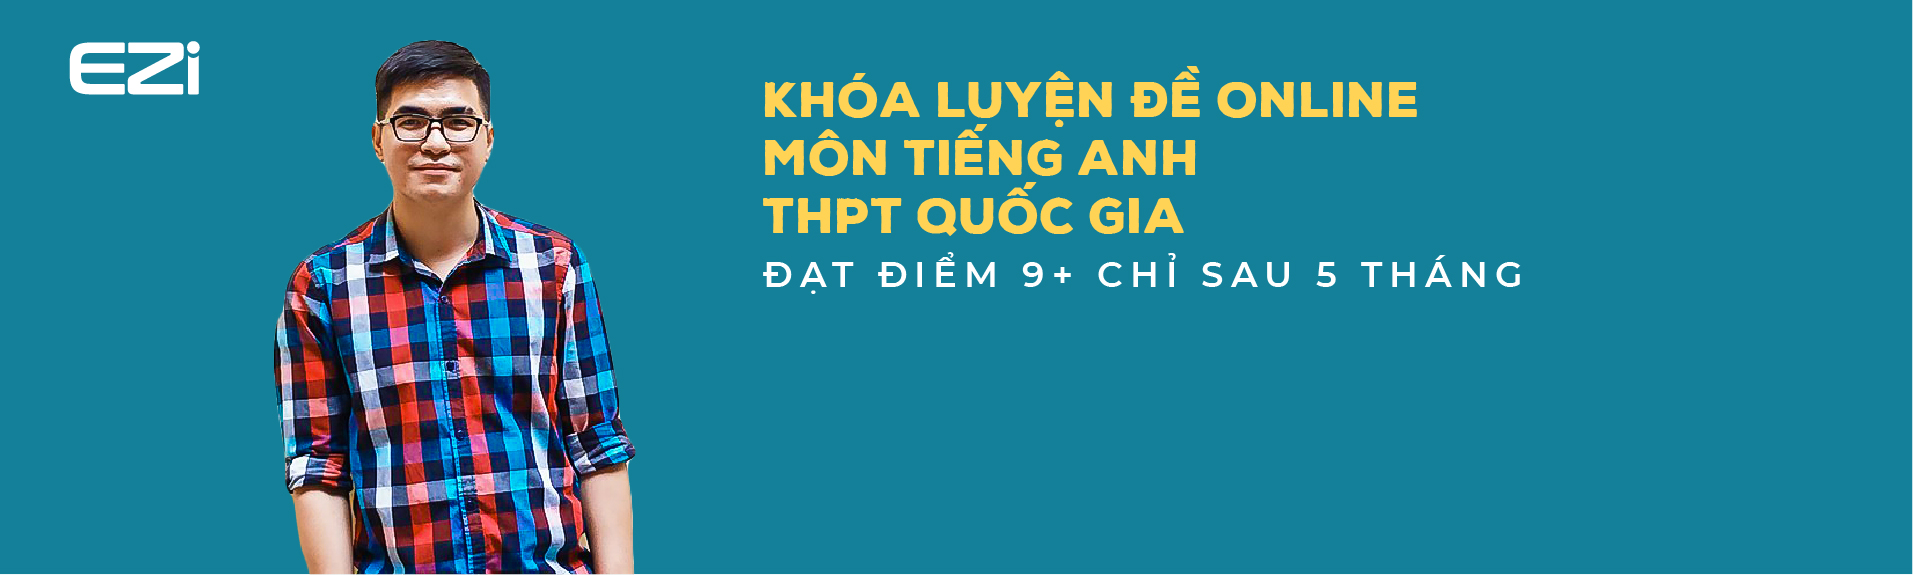 EZi
KHÓA LUYỆN ĐỀ ONLINE
MÔN TIẾNG ANH
THPT QUỐC GIA
ĐẠT ĐIỂM 9+ CHỈ SAU 5 THÁNG